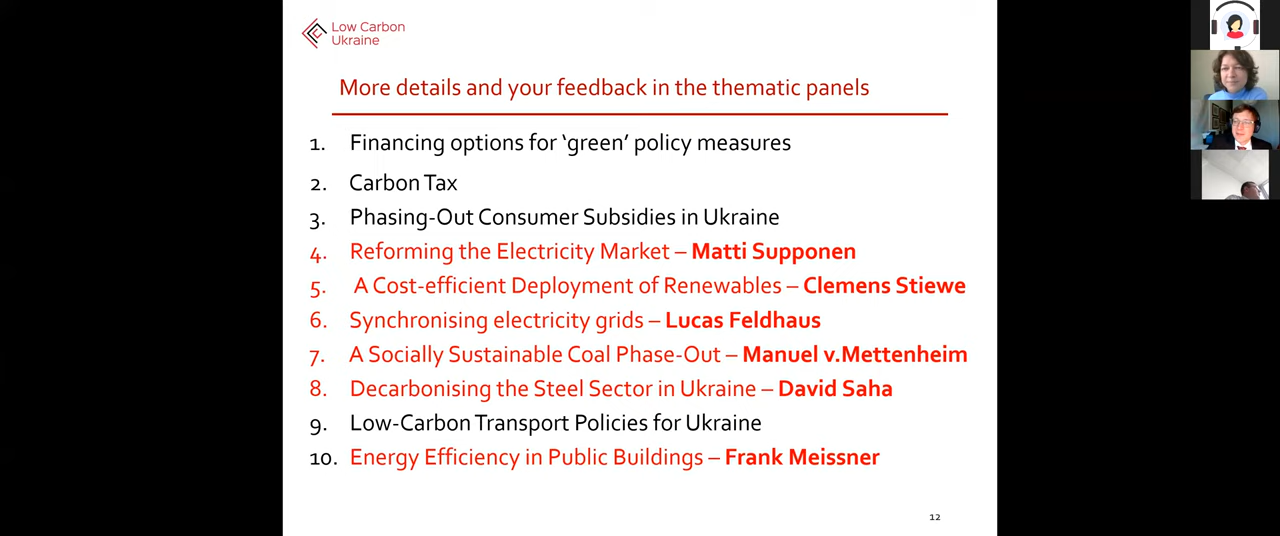 Low Carbon
Ukraine
More details and your feedback in the thematic panels
1. Financing options for ‘green’ policy measures
2. Carbon Tax
3. Phasing-Out Consumer Subsidies in Ukraine
4. Reforming the Electricity Market – Matti Supponen
5. A Cost-efficient Deployment of Renewables – Clemens Stiewe
6. Synchronising electricity grids – Lucas Feldhaus
7. A Socially Sustainable Coal Phase-Out – Manuel v.Mettenheim
8. Decarbonising the Steel Sector in Ukraine – David Saha
9. Low-Carbon Transport Policies for Ukraine
10. Energy Efficiency in Public Buildings – Frank Meissner
12